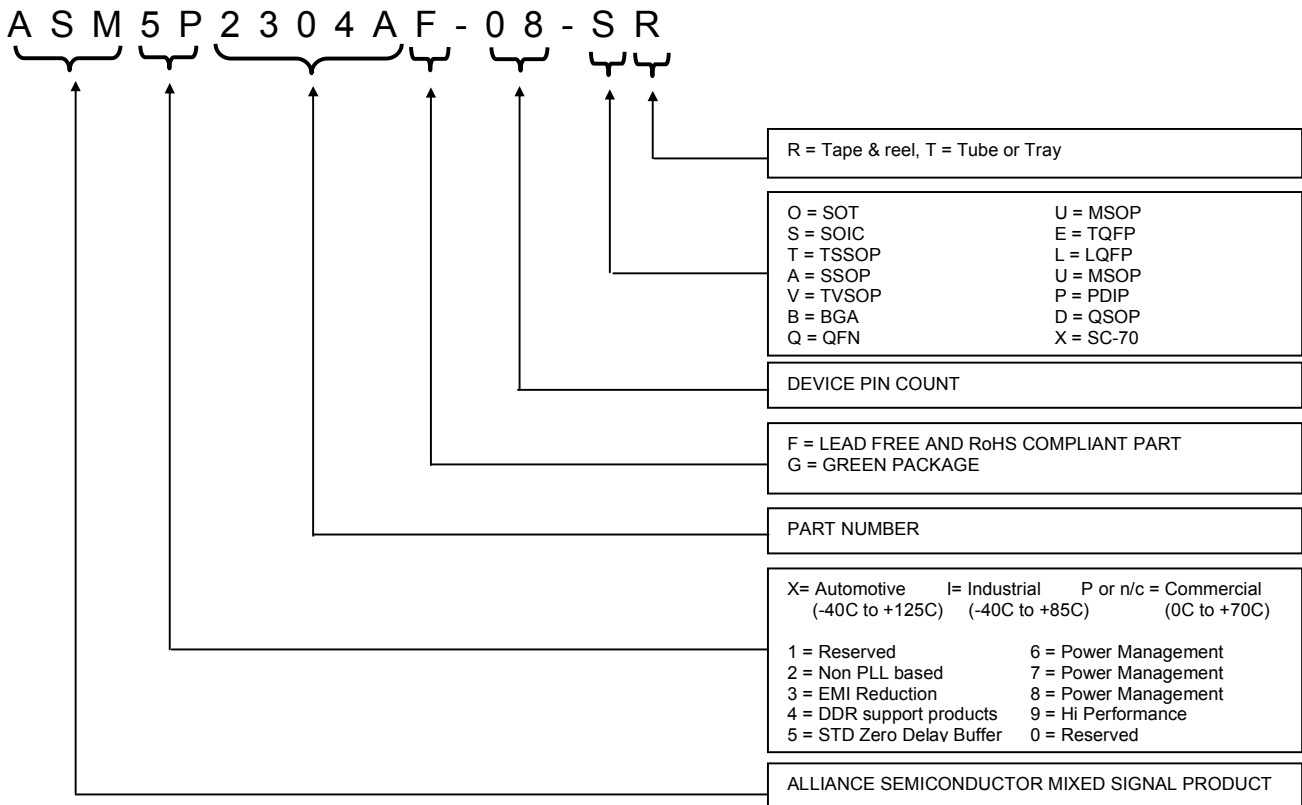 A S M 5 P 2 3 0 4 A F - 0 8 - S R
R = Tape & reel, T = Tube or Tray
O = SOT U = MSOP
S = SOIC E = TQFP
T = TSSOP L = LQFP
A = SSOP U = MSOP
V = TVSOP P = PDIP
B = BGA D = QSOP
Q = QFN X = SC-70
DEVICE PIN COUNT
F = LEAD FREE AND RoHS COMPLIANT PART
G = GREEN PACKAGE
PART NUMBER
X= Automotive I= Industrial P or n/c = Commercial
(-40C to +125C) (-40C to +85C) (0C to +70C)
1 = Reserved 6 = Power Management
2 = Non PLL based 7 = Power Management
3 = EMI Reduction 8 = Power Management
4 = DDR support products 9 = Hi Performance
5 = STD Zero Delay Buffer 0 = Reserved
ALLIANCE SEMICONDUCTOR MIXED SIGNAL PRODUCT